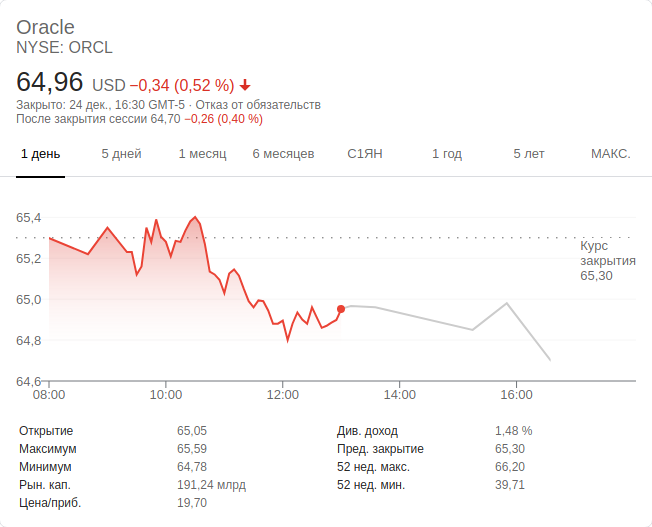 Oracle
NYSE: ORCL
64,96 USD −0,34 (0,52 %)
Закрыто: 24 дек., 16:30 GMT-5 · Отказ от обязательств
После закрытия сессии 64,70 −0,26 (0,40 %)
1 день 5 дней 1 месяц 6 месяцев С1ЯН 1 год 5 лет МАКС.
65,4
Курс
закрытия
65,30
65,2
65,0
64,8
64,6
08:00 10:00 12:00 14:00 16:00
Открытие 65,05 Див. доход 1,48 %
Максимум 65,59 Пред. закрытие 65,30
Минимум 64,78 52 нед. макс. 66,20
Рын. кап. 191,24 млрд 52 нед. мин. 39,71
Цена/приб. 19,70